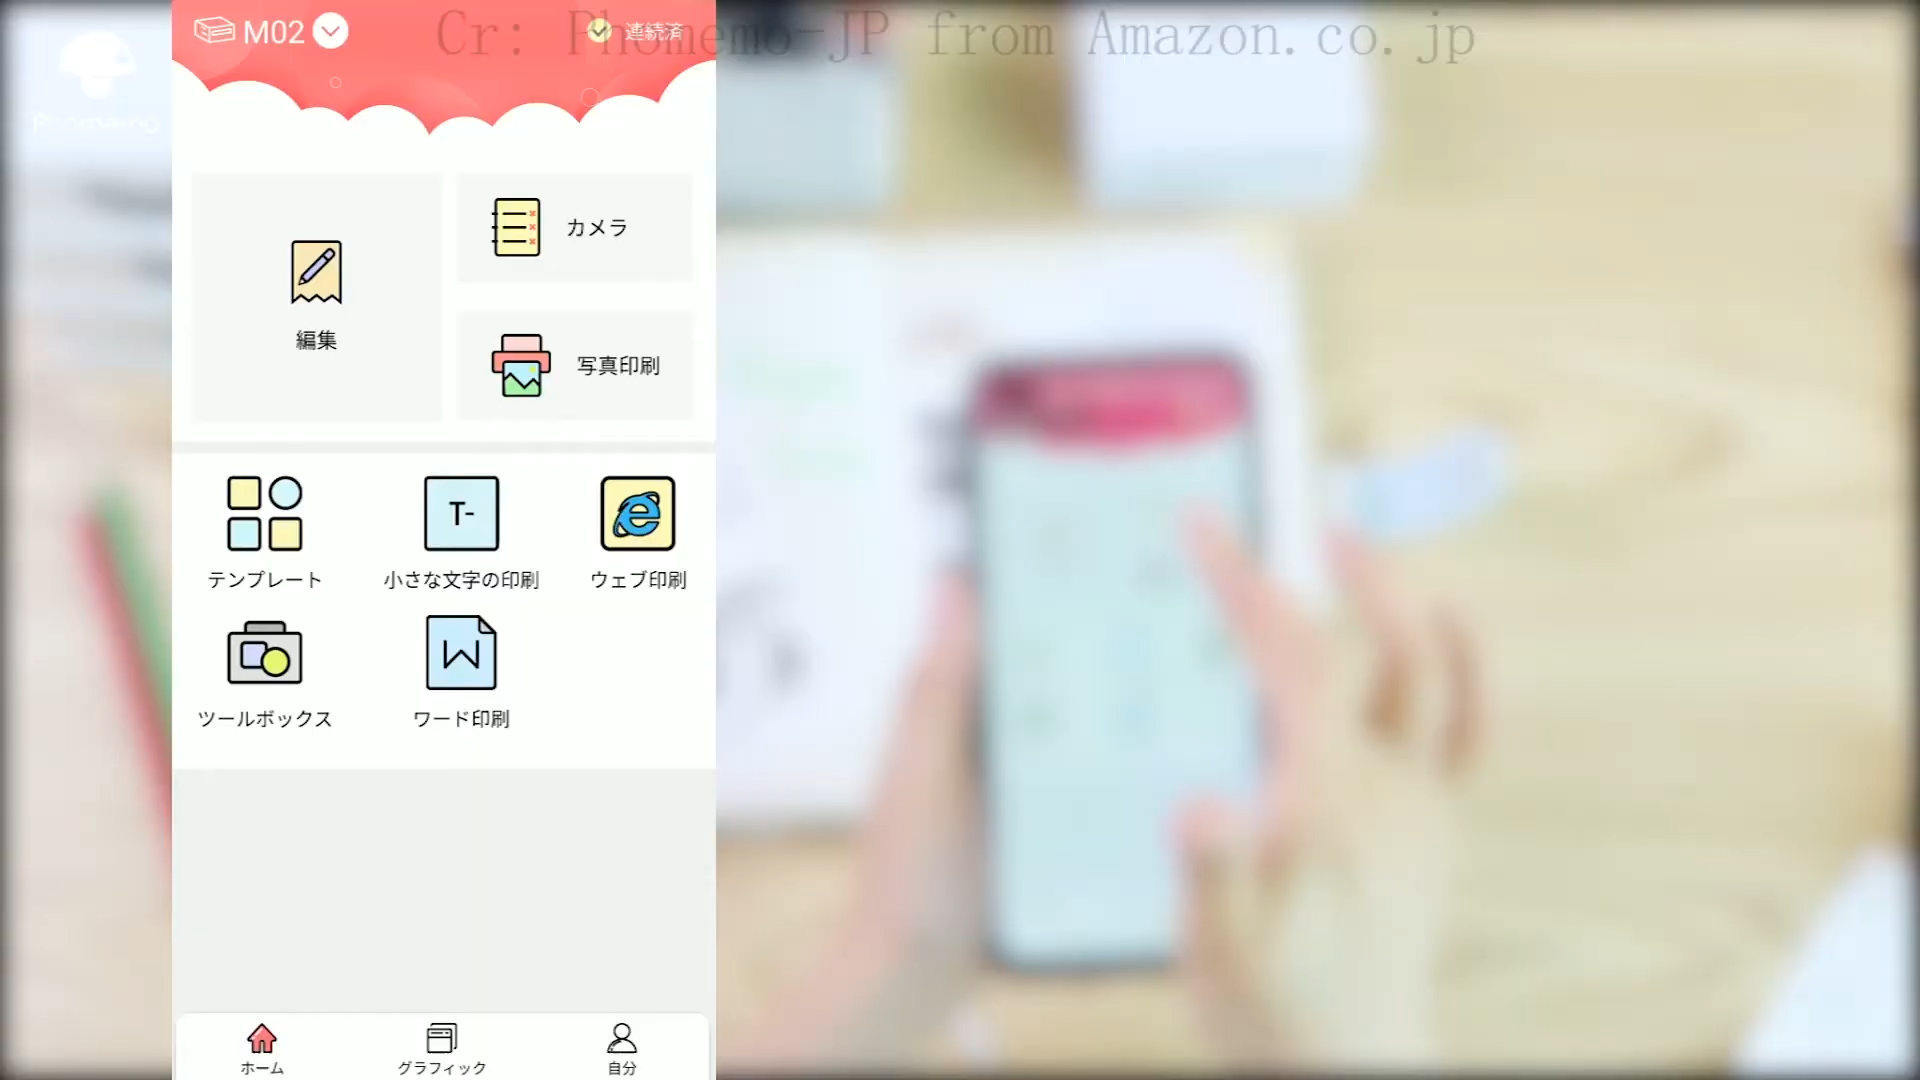 M02
連続済
Cr: Phomemo-JP from Amazon.co.jp
Phomemo
カメラ
編集
写真印刷
T-
テンプレート
小さな文字の印刷
ウェブ印刷
W
ツールボックス
ワード印刷
ホーム
グラフィック
自分